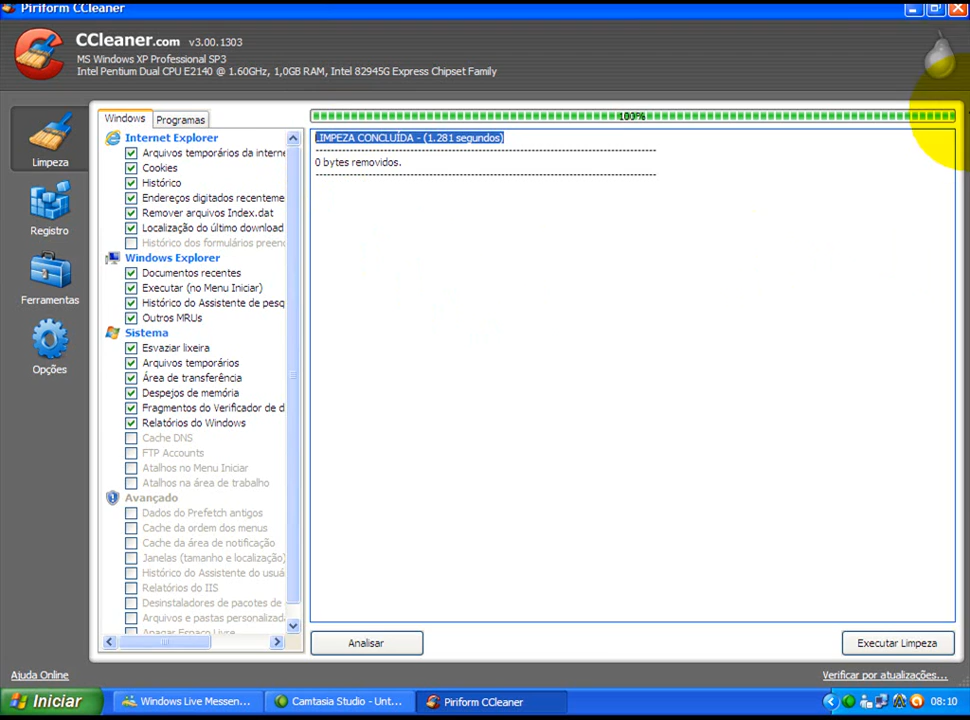 Piriform CCleaner
CCleaner.com v3.00.1303
MS Windows XP Professional SP3
Intel Pentium Dual CPU E2140 @ 1.60GHz, 1,0GB RAM, Intel 82945G Express Chipset Family
Limpeza
Registro
Ferramentas
Opções
Windows
Programas
Internet Explorer
Arquivos temporários da interne
Cookies
Histórico
Endereços digitados recenteme
Remover arquivos Index.dat
Localização do último download
Histórico dos formulários preenc
Windows Explorer
Documentos recentes
Executar (no Menu Iniciar)
Histórico do Assistente de pesq
Outros MRUs
Sistema
Esvaziar lixeira
Arquivos temporários
Área de transferência
Despejos de memória
Fragmentos do Verificador de d
Relatórios do Windows
Cache DNS
FTP Accounts
Atalhos no Menu Iniciar
Atalhos na área de trabalho
Avançado
Dados do Prefetch antigos
Cache da ordem dos menus
Cache da área de notificação
Janelas (tamanho e localização)
Histórico do Assistente do usuá
Relatórios do IIS
Desinstaladores de pacotes de
Arquivos e pastas personalizad
Apagar Espaço Livre
100%
LIMPEZA CONCLUÍDA - (1.281 segundos)
0 bytes removidos.
Analisar
Executar Limpeza
Ajuda Online
Verificar por atualizações...
Iniciar
Windows Live Messen...
Camtasia Studio - Unt...
Piriform CCleaner
08:10